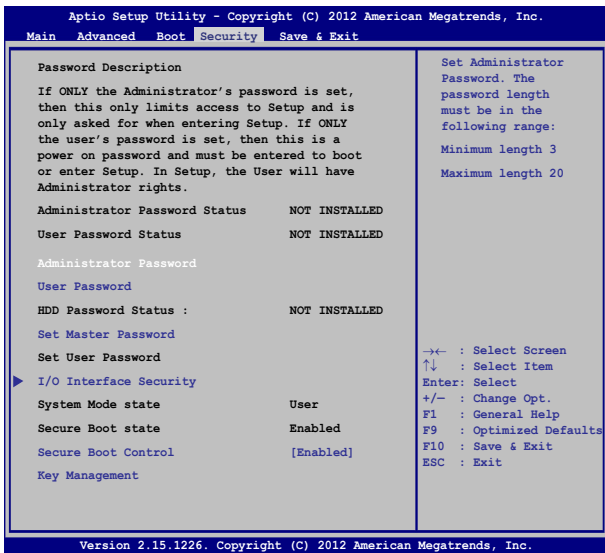 Aptio Setup Utility - Copyright (C) 2012 American Megatrends, Inc.
Main Advanced Boot Security Save & Exit
Password Description
If ONLY the Administrator's password is set,
then this only limits access to Setup and is
only asked for when entering Setup. If ONLY
the user's password is set, then this is a
power on password and must be entered to boot
or enter Setup. In Setup, the User will have
Administrator rights.
Administrator Password Status NOT INSTALLED
User Password Status NOT INSTALLED
Administrator Password
User Password
HDD Password Status : NOT INSTALLED
Set Master Password
Set User Password
I/O Interface Security
System Mode state User
Secure Boot state Enabled
Secure Boot Control [Enabled]
Key Management
Set Administrator
Password. The
password length
must be in the
following range:
Minimum length 3
Maximum length 20
→← : Select Screen
↑↓ : Select Item
Enter: Select
+/— : Change Opt.
F1 : General Help
F9 : Optimized Defaults
F10 : Save & Exit
ESC : Exit
Version 2.15.1226. Copyright (C) 2012 American Megatrends, Inc.